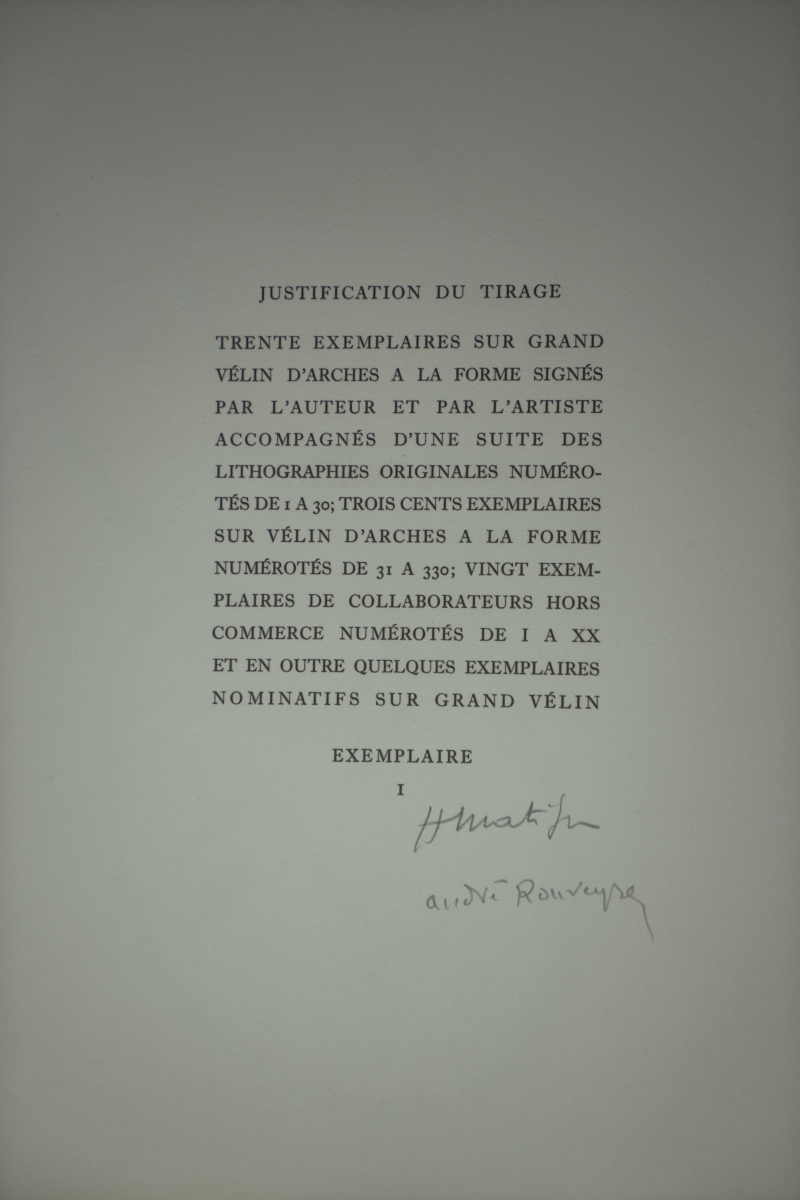 JUSTIFICATION DU TIRAGE
TRENTE EXEMPLAIRES SUR GRAND
VÉLIN D'ARCHES A LA FORME SIGNÉS
PAR L'AUTEUR ET PAR L'ARTISTE
ACCOMPAGNÉS D'UNE SUITE DES
LITHOGRAPHIES ORIGINALES NUMÉRO-
TÉS DE 1 A 30; TROIS CENTS EXEMPLAIRES
SUR VÉLIN D'ARCHES A LA FORME
NUMÉROTÉS DE 31 A 330; VINGT EXEM-
PLAIRES DE COLLABORATEURS HORS
COMMERCE NUMÉROTÉS DE I A XX
ET EN OUTRE QUELQUES EXEMPLAIRES
NOMINATIFS SUR GRAND VÉLIN
EXEMPLAIRE
I
HMatisse
andré Rouveyre